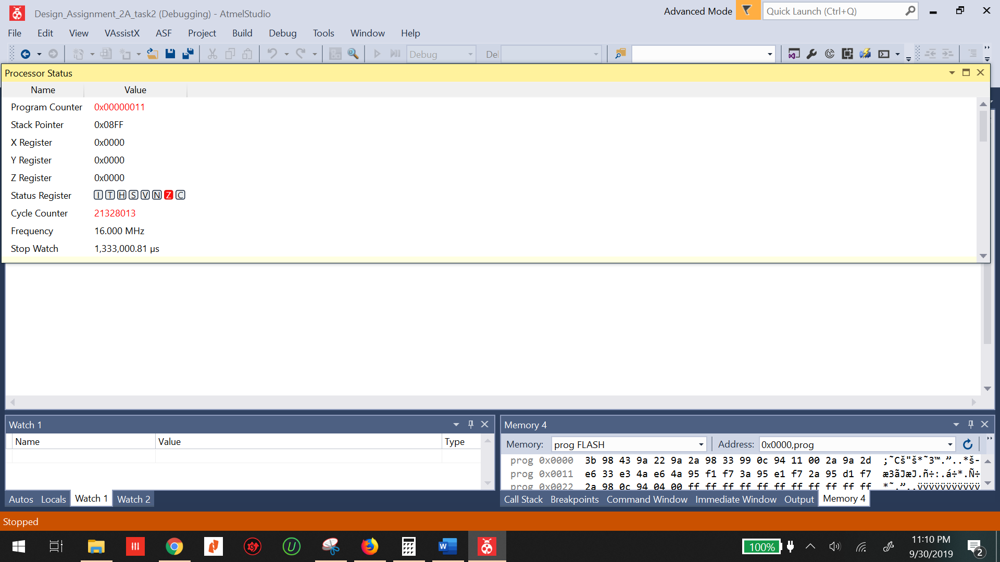 Design_Assignment_2A_task2 (Debugging) - AtmelStudio
Advanced Mode
Quick Launch (Ctrl+Q)
File Edit View VAssistX ASF Project Build Debug Tools Window Help
Debug
Processor Status
Name Value
Program Counter 0x00000011
Stack Pointer 0x08FF
X Register 0x0000
Y Register 0x0000
Z Register 0x0000
Status Register I T H S V N Z C
Cycle Counter 21328013
Frequency 16.000 MHz
Stop Watch 1,333,000.81 µs
Watch 1
Name Value Type
Autos Locals Watch 1 Watch 2
Memory 4
Memory: prog FLASH Address: 0x0000,prog
prog 0x0000 3b 98 43 9a 22 9a 2a 98 33 99 0c 94 11 00 2a 9a 2d ;˜Cš"š*˜3™.”..*š-
prog 0x0011 e6 33 e3 4a e6 4a 95 f1 f7 3a 95 e1 f7 2a 95 d1 f7 æ3ãJæJ.ñ÷:.á÷*.Ñ÷
prog 0x0022 2a 98 0c 94 04 00 ff ff ff ff ff ff ff ff ff ff ff *˜.”..ÿÿÿÿÿÿÿÿÿÿÿ
Call Stack Breakpoints Command Window Immediate Window Output Memory 4
Stopped
100%
11:10 PM
9/30/2019
2